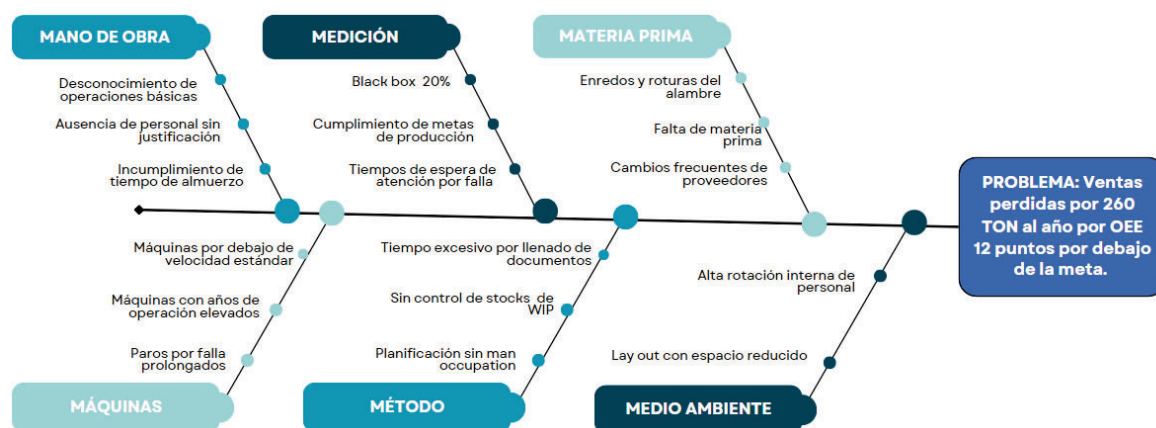 MANO DE OBRA
Desconocimiento de
operaciones básicas
Ausencia de personal sin
justificación
Incumplimiento de
tiempo de almuerzo
MEDICIÓN
Black box 20%
Cumplimiento de metas
de producción
Tiempos de espera de
atención por falla
MATERIA PRIMA
Enredos y roturas del
alambre
Falta de materia
prima
Cambios frecuentes de
proveedores
PROBLEMA: Ventas
perdidas por 260
TON al año por OEE
12 puntos por debajo
de la meta.
Máquinas por debajo de
velocidad estándar
Máquinas con años de
operación elevados
Paros por falla
prolongados
MÁQUINAS
Tiempo excesivo por llenado de
documentos
Sin control de stocks de
WIP
Planificación sin man
occupation
MÉTODO
Alta rotación interna de
personal
Lay out con espacio reducido
MEDIO AMBIENTE